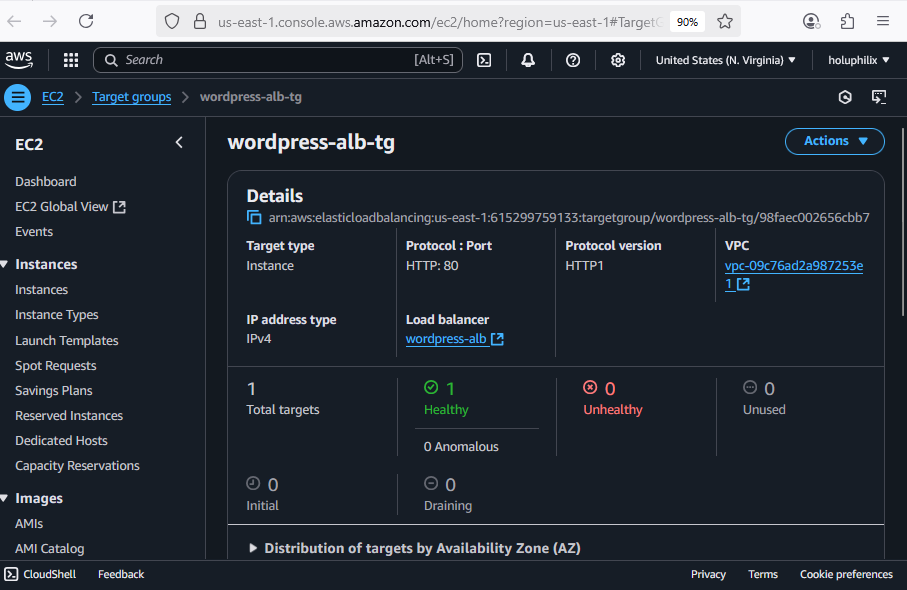 us-east-1.console.aws.amazon.com/ec2/home?region=us-east-1#Target
90%
aws
Search
[Alt+S]
United States (N. Virginia)
holuphilix
EC2
Target groups
wordpress-alb-tg
EC2
Dashboard
EC2 Global View
Events
Instances
Instances
Instance Types
Launch Templates
Spot Requests
Savings Plans
Reserved Instances
Dedicated Hosts
Capacity Reservations
Images
AMIs
AMI Catalog
wordpress-alb-tg
Actions
Details
arn:aws:elasticloadbalancing:us-east-1:615299759133:targetgroup/wordpress-alb-tg/98faec002656cbb7
Target type
Instance
Protocol : Port
HTTP: 80
Protocol version
HTTP1
VPC
vpc-09c76ad2a987253e
1
IP address type
IPv4
Load balancer
wordpress-alb
1
Total targets
1
Healthy
0 Anomalous
0
Unhealthy
0
Unused
0
Initial
0
Draining
Distribution of targets by Availability Zone (AZ)
CloudShell
Feedback
Privacy
Terms
Cookie preferences